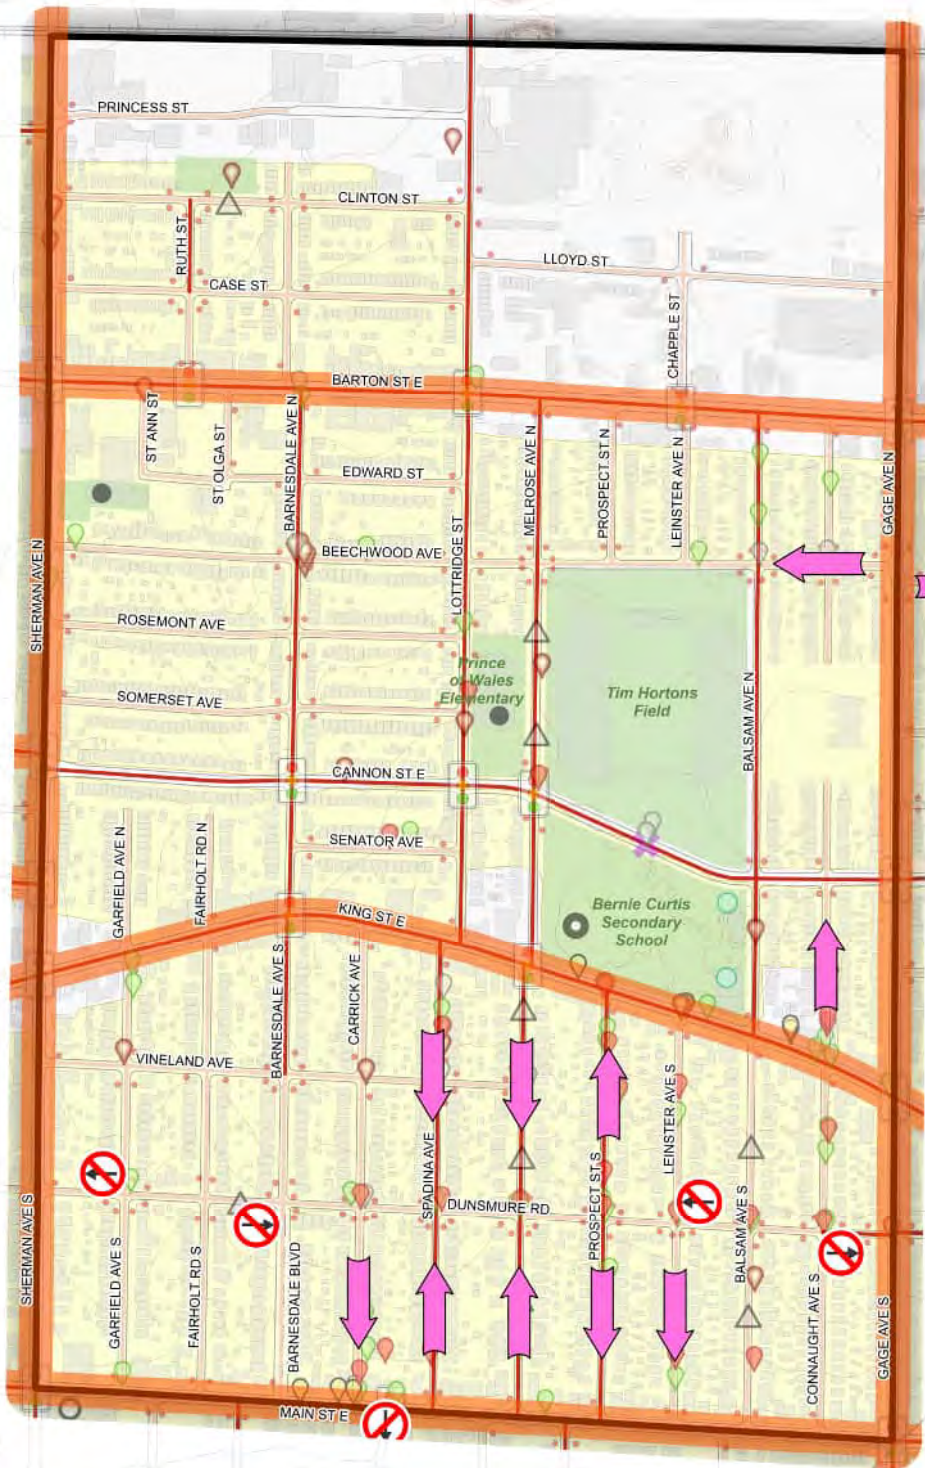 PRINCESS ST
CLINTON ST
RUTH ST
LLOYD ST
CASE ST
CHAPPLE ST
BARTON ST E
ST ANN ST
ST OLGA ST
BARNESDALE AVE N
EDWARD ST
MELROSE AVE N
PROSPECT ST N
LEINSTER AVE N
GAGE AVE N
BEECHWOOD AVE
LOTTRIDGE ST
SHERMAN AVE N
ROSEMONT AVE
Prince
of Wales
Elementary
Tim Hortons
Field
SOMERSET AVE
BALSAM AVE N
CANNON ST E
SENATOR AVE
GARFIELD AVE N
FAIRHOLT RD N
KING ST E
Bernie Curtis
Secondary
School
BARNESDALE AVE S
CARRICK AVE
VINELAND AVE
LEINSTER AVE S
SPADINA AVE
DUNSMURE RD
PROSPECT ST S
BALSAM AVE S
SHERMAN AVE S
GARFIELD AVE S
FAIRHOLT RD S
BARNESDALE BLVD
CONNAUGHT AVE S
GAGE AVE S
MAIN ST E